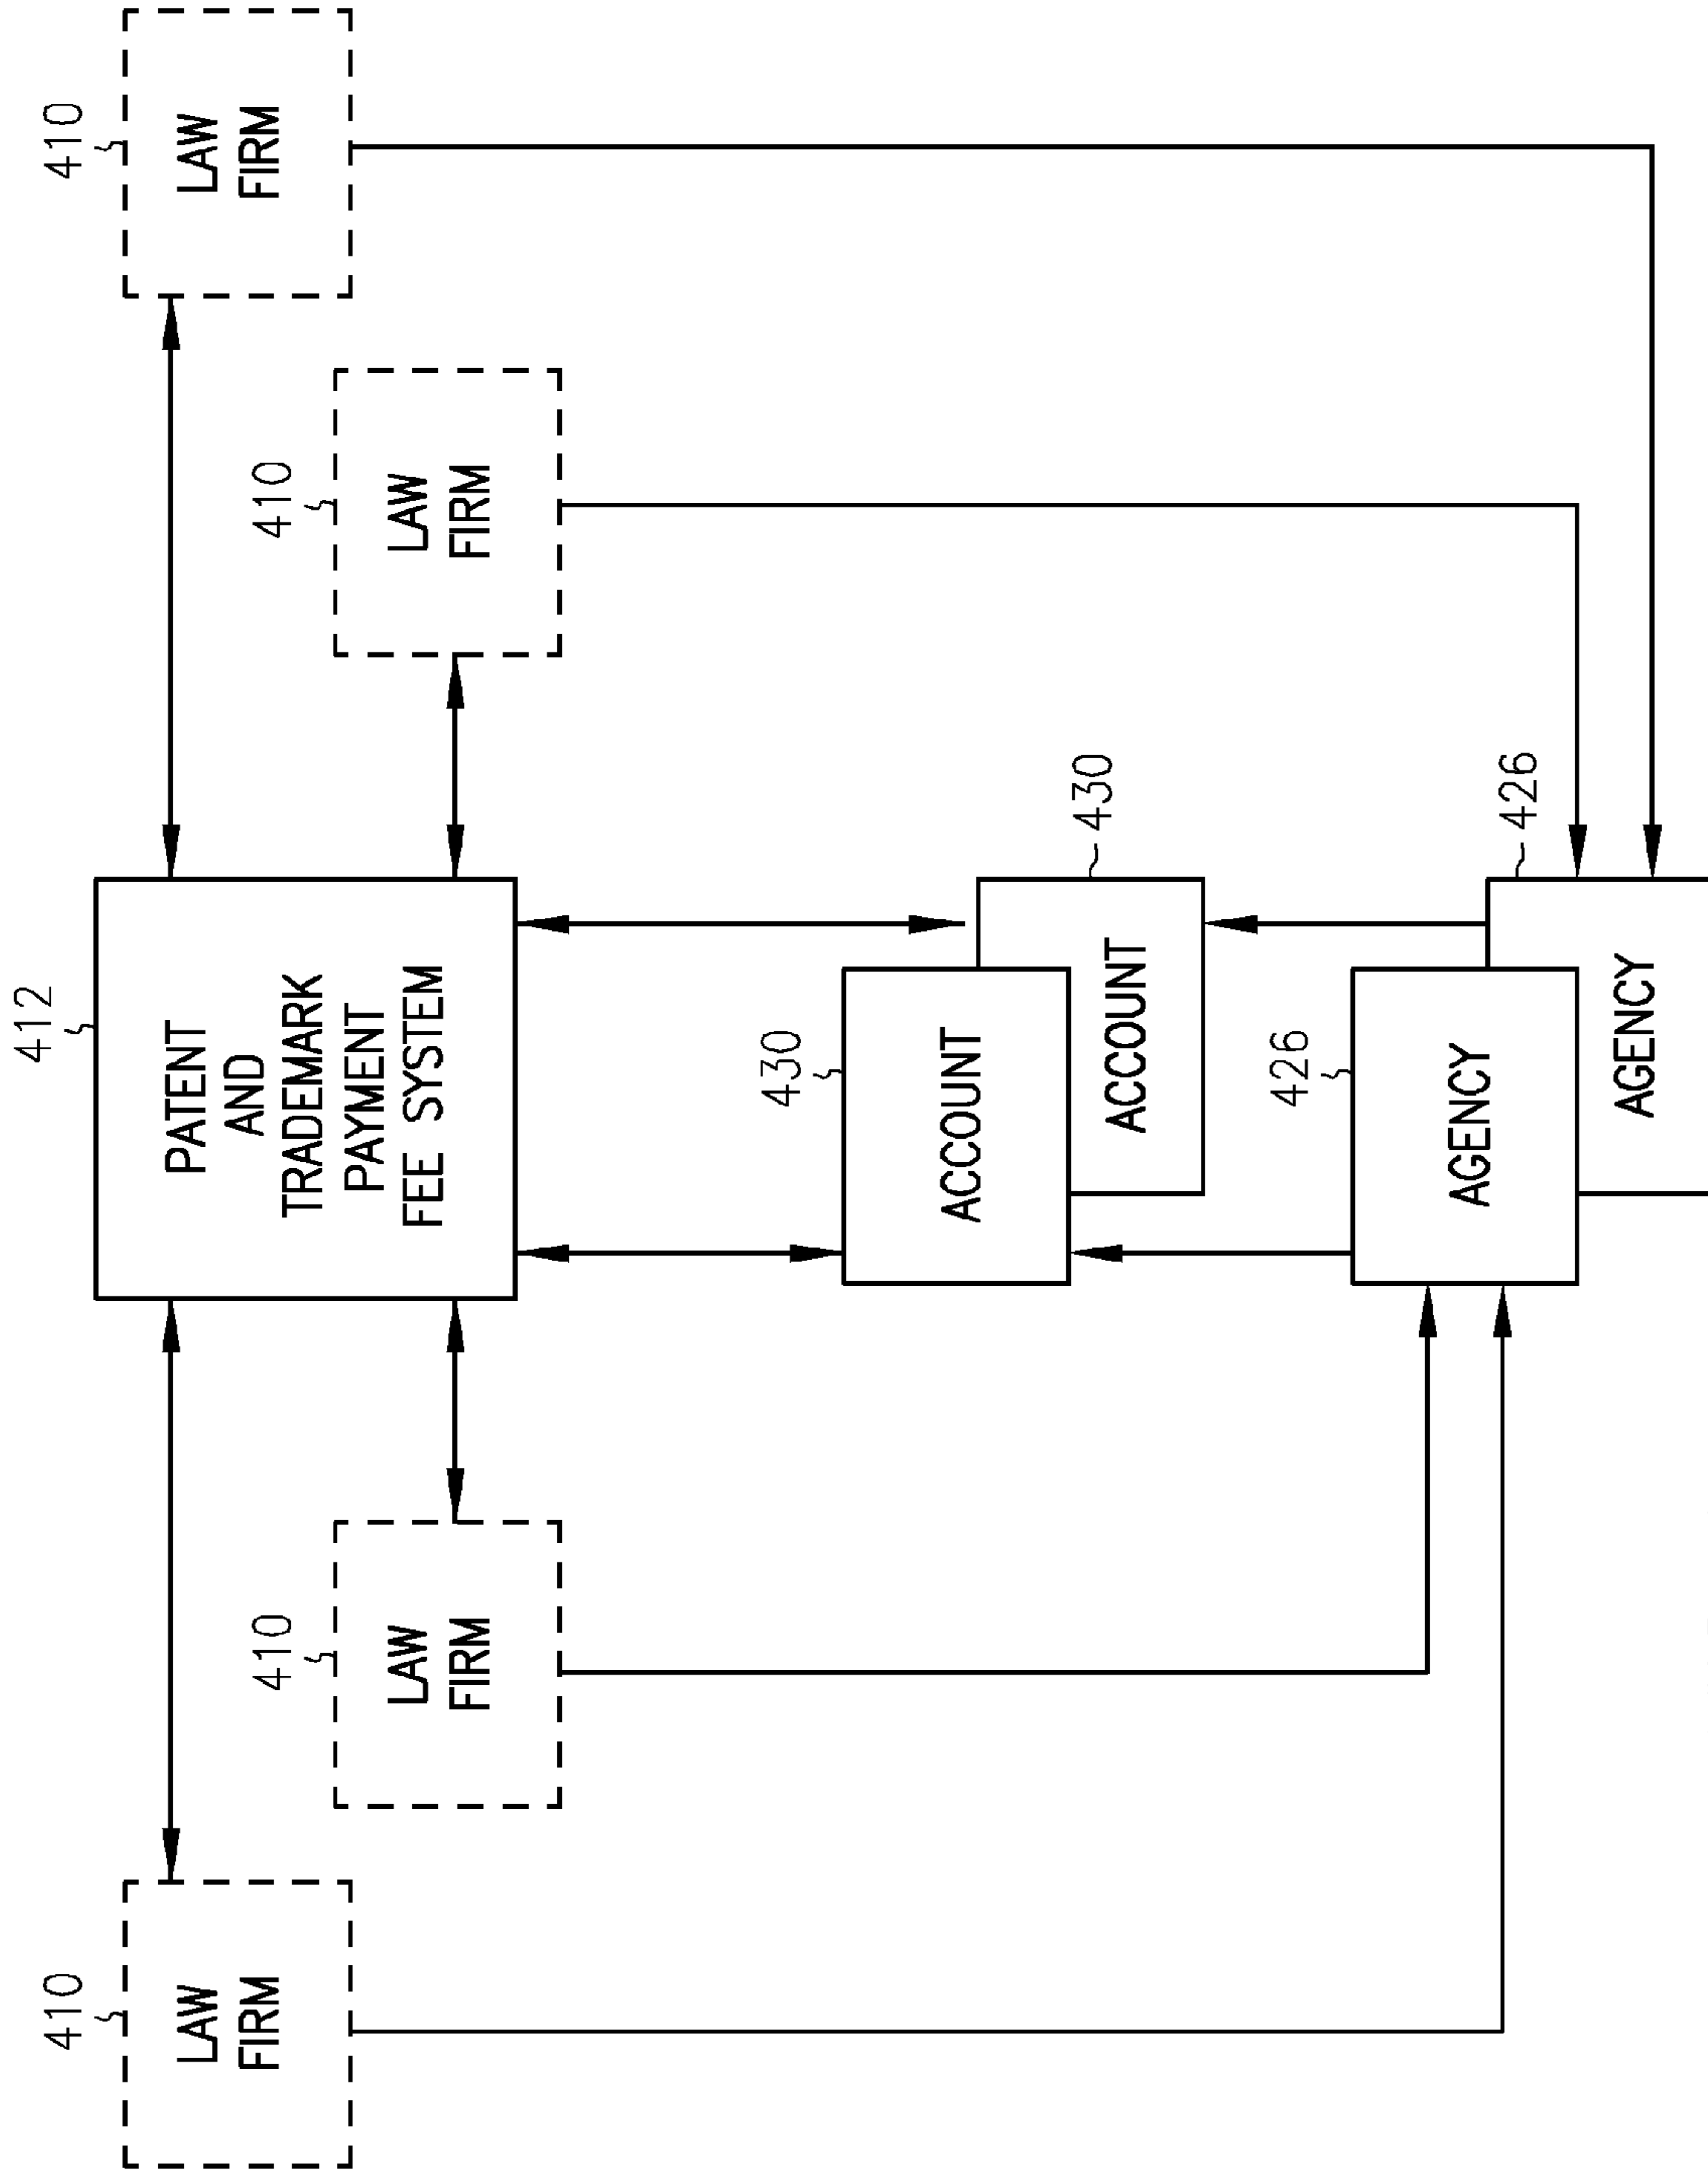 410
LAW
FIRM
412
PATENT
AND
TRADEMARK
PAYMENT
FEE SYSTEM
410
LAW
FIRM
410
LAW
FIRM
410
LAW
FIRM
430
ACCOUNT
430
ACCOUNT
426
AGENCY
426
AGENCY